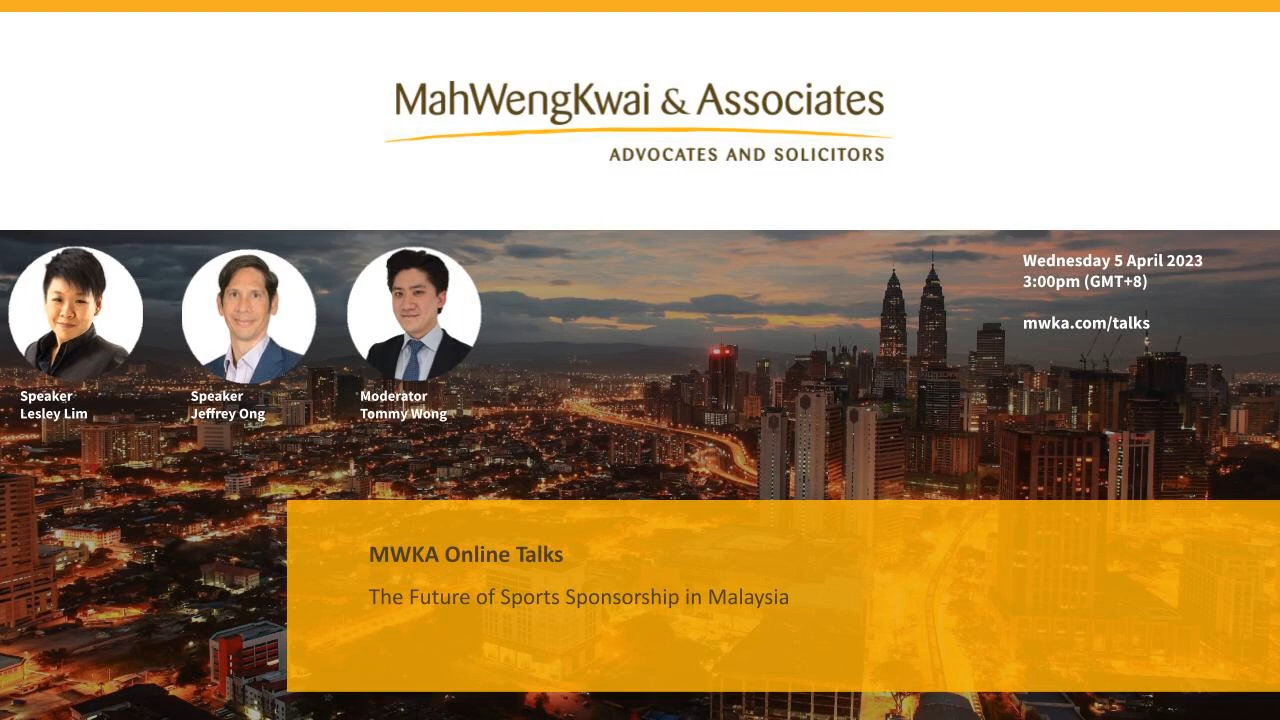 MahWengKwai & Associates
ADVOCATES AND SOLICITORS
Wednesday 5 April 2023
3:00pm (GMT+8)
mwka.com/talks
Speaker
Lesley Lim
Speaker
Jeffrey Ong
Moderator
Tommy Wong
MWKA Online Talks
The Future of Sports Sponsorship in Malaysia